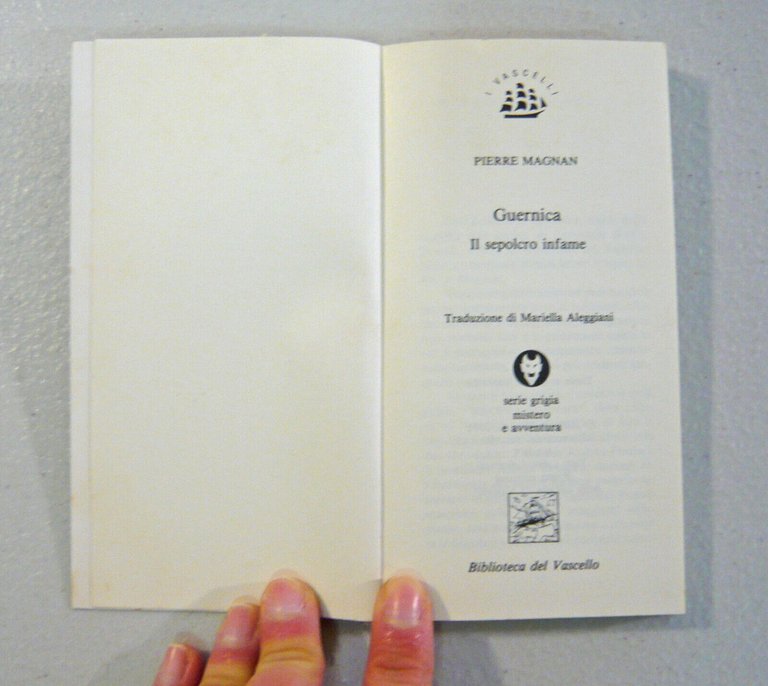 I VASCELLI
PIERRE MAGNAN
Guernica
Il sepolcro infame
Traduzione di Mariella Aleggiani
serie grigia
mistero
e avventura
Biblioteca del Vascello